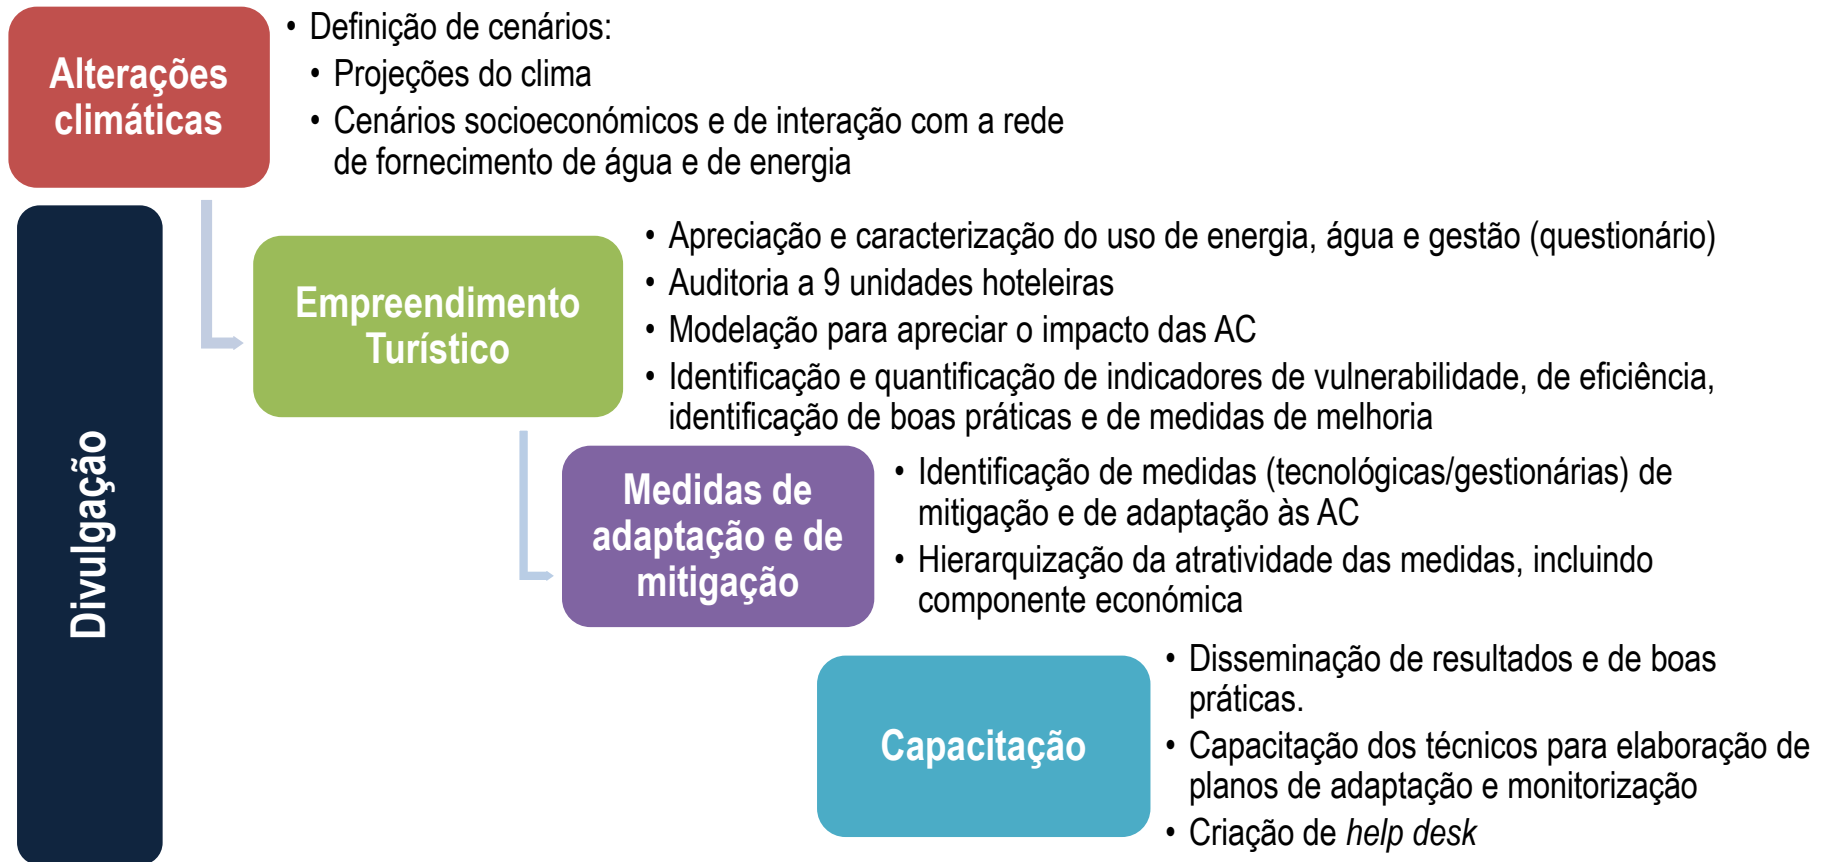 Alterações
climáticas
• Definição de cenários:
• Projeções do clima
• Cenários socioeconómicos e de interação com a rede
de fornecimento de água e de energia
Divulgação
Empreendimento
Turístico
• Apreciação e caracterização do uso de energia, água e gestão (questionário)
• Auditoria a 9 unidades hoteleiras
• Modelação para apreciar o impacto das AC
• Identificação e quantificação de indicadores de vulnerabilidade, de eficiência,
identificação de boas práticas e de medidas de melhoria
Medidas de
adaptação e de
mitigação
• Identificação de medidas (tecnológicas/gestionárias) de
mitigação e de adaptação às AC
• Hierarquização da atratividade das medidas, incluindo
componente económica
Capacitação
• Disseminação de resultados e de boas
práticas.
• Capacitação dos técnicos para elaboração de
planos de adaptação e monitorização
• Criação de help desk